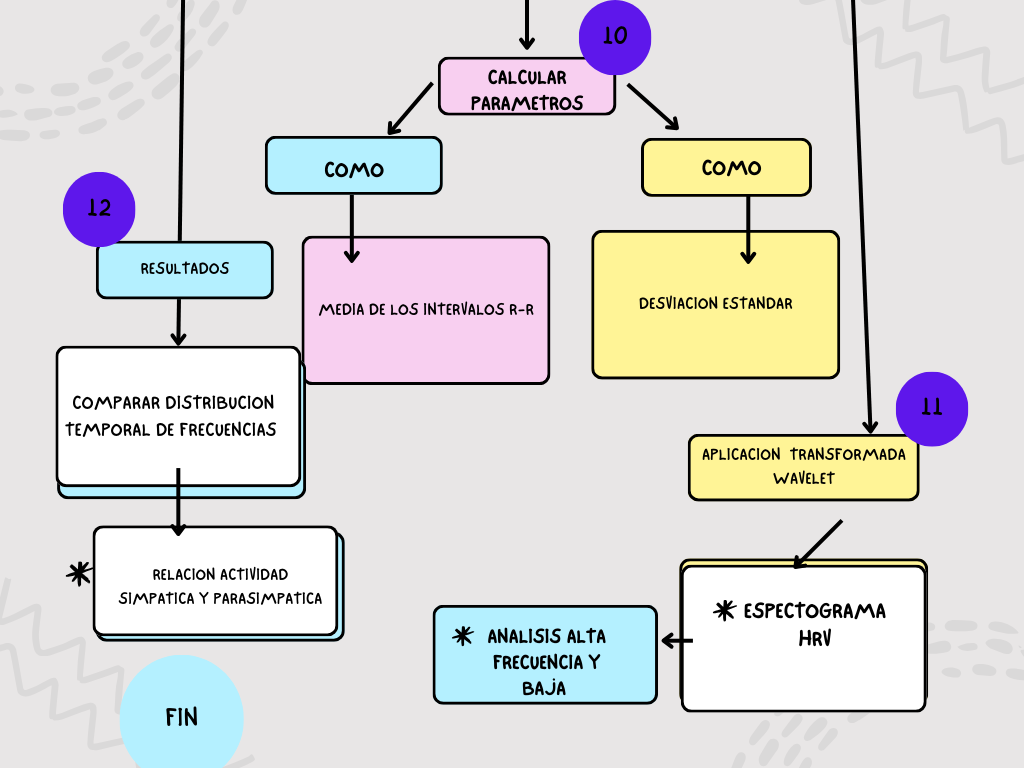 10
CALCULAR
PARAMETROS
COMO
COMO
12
RESULTADOS
MEDIA DE LOS INTERVALOS R-R
DESVIACION ESTANDAR
COMPARAR DISTRIBUCION
TEMPORAL DE FRECUENCIAS
11
APLICACION TRANSFORMADA
WAVELET
RELACION ACTIVIDAD
SIMPATICA Y PARASIMPATICA
ESPECTOGRAMA
HRV
ANALISIS ALTA
FRECUENCIA Y
BAJA
FIN